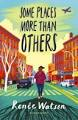 SOME PLACES
MORE THAN
OTHERS
Renée Watson